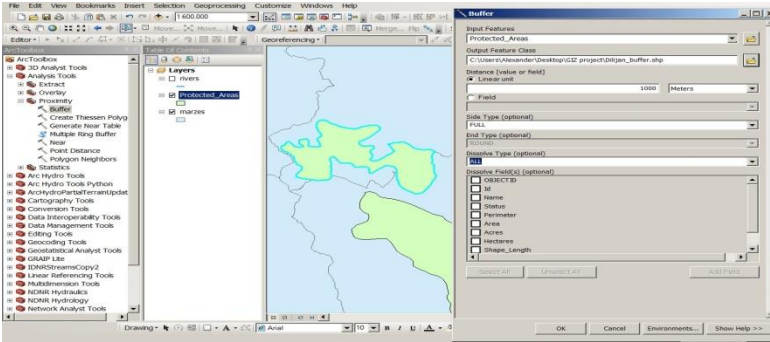 File Edit View Bookmarks Insert Selection Geoprocessing Customize Windows Help
1:600,000
Move... Move... Merge... Flip
Editor Georeferencing
ArcToolbox
ArcToolbox
3D Analyst Tools
Analysis Tools
Extract
Overlay
Proximity
Buffer
Create Thiessen Polyg
Generate Near Table
Multiple Ring Buffer
Near
Point Distance
Polygon Neighbors
Statistics
Arc Hydro Tools
Arc Hydro Tools Python
ArcHydroPartialTerrainUpdat
Cartography Tools
Conversion Tools
Data Interoperability Tools
Data Management Tools
Editing Tools
Geocoding Tools
Geostatistical Analyst Tools
GRAIP Lite
IDNRStreamsCopy2
Linear Referencing Tools
Multidimension Tools
NDNR Hydraulics
NDNR Hydrology
Network Analyst Tools
Table Of Contents
Layers
rivers
Protected_Areas
marzes
Drawing Arial 10 B I U A
Buffer
Input Features
Protected_Areas
Output Feature Class
C:\Users\Alexander\Desktop\GIZ project\Dilijan_buffer.shp
Distance [value or field]
Linear unit
1000 Meters
Field
Side Type (optional)
FULL
End Type (optional)
ROUND
Dissolve Type (optional)
ALL
Dissolve Field(s) (optional)
OBJECTID
Id
Name
Status
Perimeter
Area
Acres
Hectares
Shape_Length
Select All Unselect All Add Field
OK Cancel Environments... Show Help >>